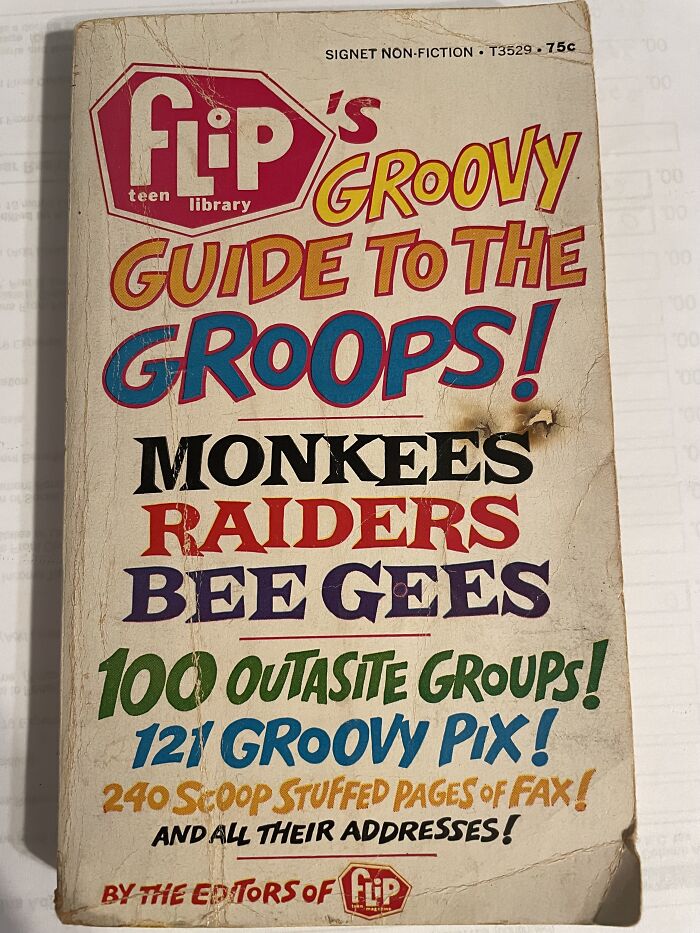 SIGNET NON-FICTION • T3529 • 75c
FLiP'S
teen library
GROOVY
GUIDE TO THE
GROOPS!
MONKEES
RAIDERS
BEE GEES
100 OUTASITE GROUPS!
121 GROOVY PIX!
240 SCOOP STUFFED PAGES OF FAX!
AND ALL THEIR ADDRESSES!
BY THE EDITORS OF FLiP
teen magazine